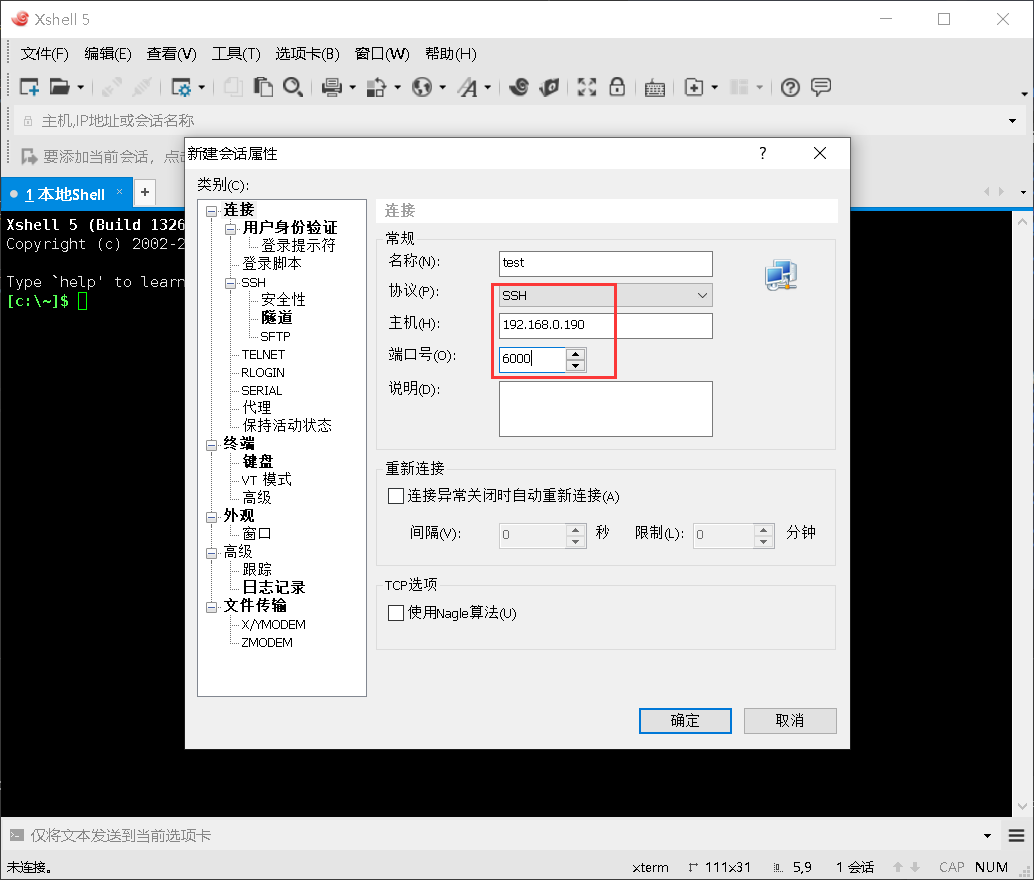 Xshell 5
文件(F) 编辑(E) 查看(V) 工具(T) 选项卡(B) 窗口(W) 帮助(H)
主机,IP地址或会话名称
要添加当前会话，点击
1 本地Shell × +
Xshell 5 (Build 1326
Copyright (c) 2002-2
Type `help' to learn
[c:\~]$
新建会话属性 ?
类别(C):
连接
用户身份验证
登录提示符
登录脚本
SSH
安全性
隧道
SFTP
TELNET
RLOGIN
SERIAL
代理
保持活动状态
终端
键盘
VT 模式
高级
外观
窗口
高级
跟踪
日志记录
文件传输
X/YMODEM
ZMODEM
连接
常规
名称(N): test
协议(P): SSH
主机(H): 192.168.0.190
端口号(O): 6000
说明(D):
重新连接
连接异常关闭时自动重新连接(A)
间隔(V): 0 秒 限制(L): 0 分钟
TCP选项
使用Nagle算法(U)
确定 取消
仅将文本发送到当前选项卡
未连接。 xterm 111x31 5,9 1 会话 CAP NUM